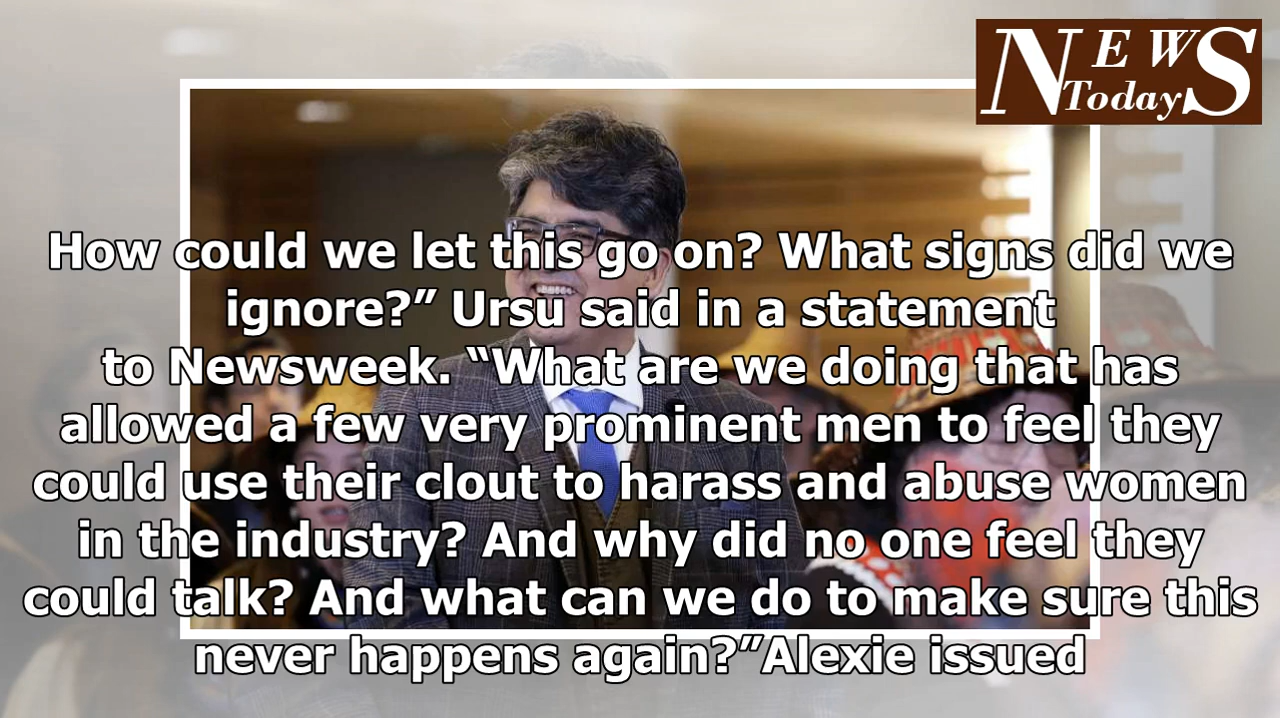 NEWS
Today
How could we let this go on? What signs did we
ignore?” Ursu said in a statement
to Newsweek. “What are we doing that has
allowed a few very prominent men to feel they
could use their clout to harass and abuse women
in the industry? And why did no one feel they
could talk? And what can we do to make sure this
never happens again?”Alexie issued